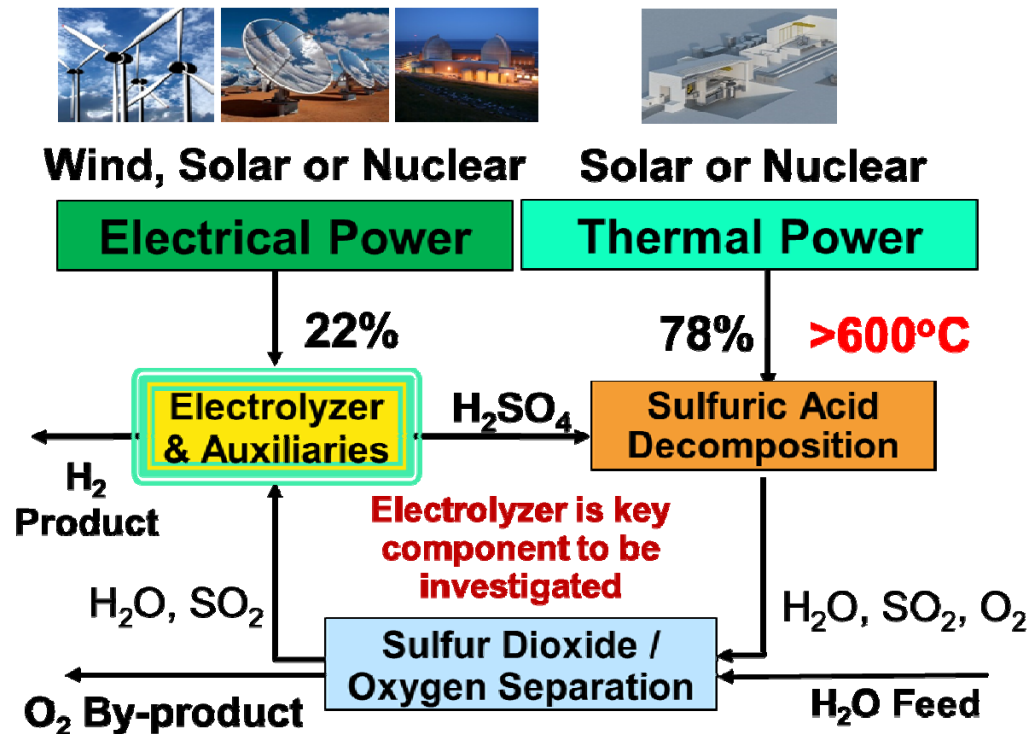 Wind, Solar or Nuclear
Solar or Nuclear
Electrical Power
Thermal Power
22%
78%
>600°C
Electrolyzer
& Auxiliaries
H₂SO₄
Sulfuric Acid
Decomposition
H₂
Product
Electrolyzer is key
component to be
investigated
H₂O, SO₂
H₂O, SO₂, O₂
Sulfur Dioxide /
Oxygen Separation
O₂ By-product
H₂O Feed